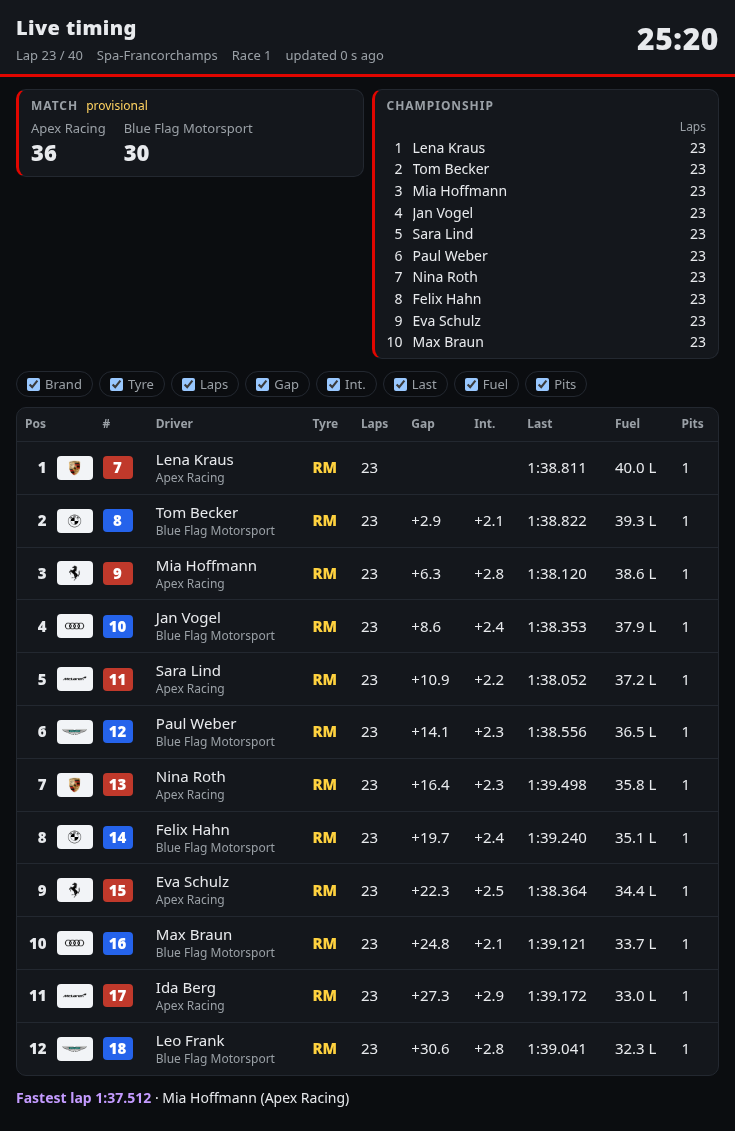 Live timing
Lap 23 / 40 Spa-Francorchamps Race 1 updated 0 s ago
25:20
MATCH provisional
Apex Racing Blue Flag Motorsport
36 30
CHAMPIONSHIP
Laps
1 Lena Kraus 23
2 Tom Becker 23
3 Mia Hoffmann 23
4 Jan Vogel 23
5 Sara Lind 23
6 Paul Weber 23
7 Nina Roth 23
8 Felix Hahn 23
9 Eva Schulz 23
10 Max Braun 23
Brand Tyre Laps Gap Int. Last Fuel Pits
Pos # Driver Tyre Laps Gap Int. Last Fuel Pits
1 7 Lena Kraus RM 23 1:38.811 40.0 L 1
Apex Racing
2 8 Tom Becker RM 23 +2.9 +2.1 1:38.822 39.3 L 1
Blue Flag Motorsport
3 9 Mia Hoffmann RM 23 +6.3 +2.8 1:38.120 38.6 L 1
Apex Racing
4 10 Jan Vogel RM 23 +8.6 +2.4 1:38.353 37.9 L 1
Blue Flag Motorsport
5 11 Sara Lind RM 23 +10.9 +2.2 1:38.052 37.2 L 1
Apex Racing
6 12 Paul Weber RM 23 +14.1 +2.3 1:38.556 36.5 L 1
Blue Flag Motorsport
7 13 Nina Roth RM 23 +16.4 +2.3 1:39.498 35.8 L 1
Apex Racing
8 14 Felix Hahn RM 23 +19.7 +2.4 1:39.240 35.1 L 1
Blue Flag Motorsport
9 15 Eva Schulz RM 23 +22.3 +2.5 1:38.364 34.4 L 1
Apex Racing
10 16 Max Braun RM 23 +24.8 +2.1 1:39.121 33.7 L 1
Blue Flag Motorsport
11 17 Ida Berg RM 23 +27.3 +2.9 1:39.172 33.0 L 1
Apex Racing
12 18 Leo Frank RM 23 +30.6 +2.8 1:39.041 32.3 L 1
Blue Flag Motorsport
Fastest lap 1:37.512 · Mia Hoffmann (Apex Racing)